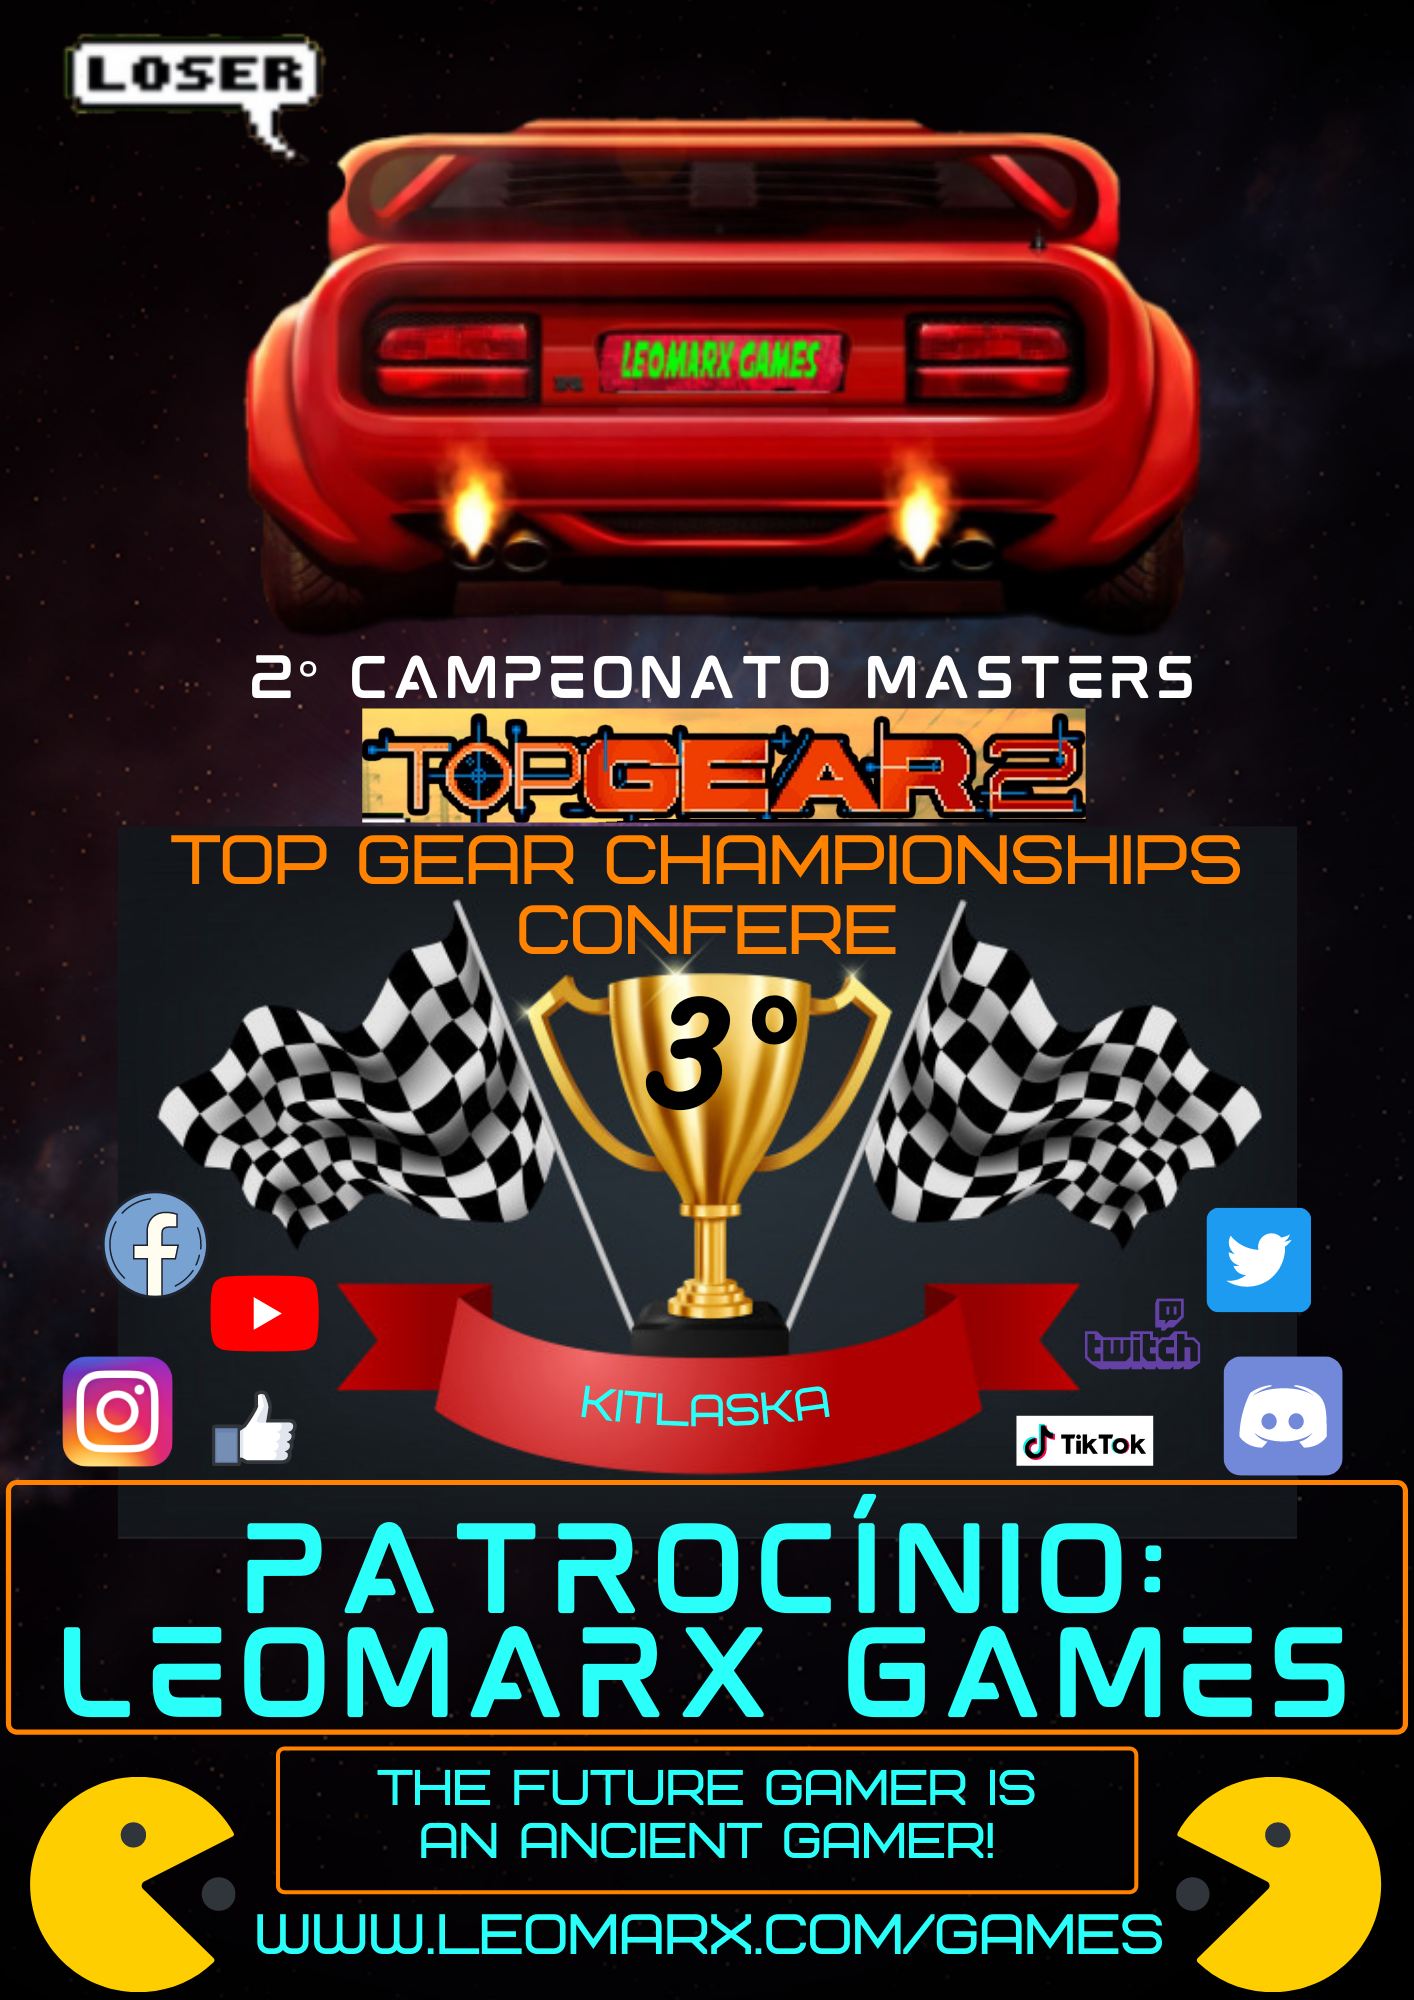 LOSER
LEOMARX GAMES
2° CAMPEONATO MASTERS
TOP GEAR 2
TOP GEAR CHAMPIONSHIPS
CONFERE
3°
KITLASKA
twitch
TikTok
PATROCÍNIO:
LEOMARX GAMES
THE FUTURE GAMER IS
AN ANCIENT GAMER!
WWW.LEOMARX.COM/GAMES